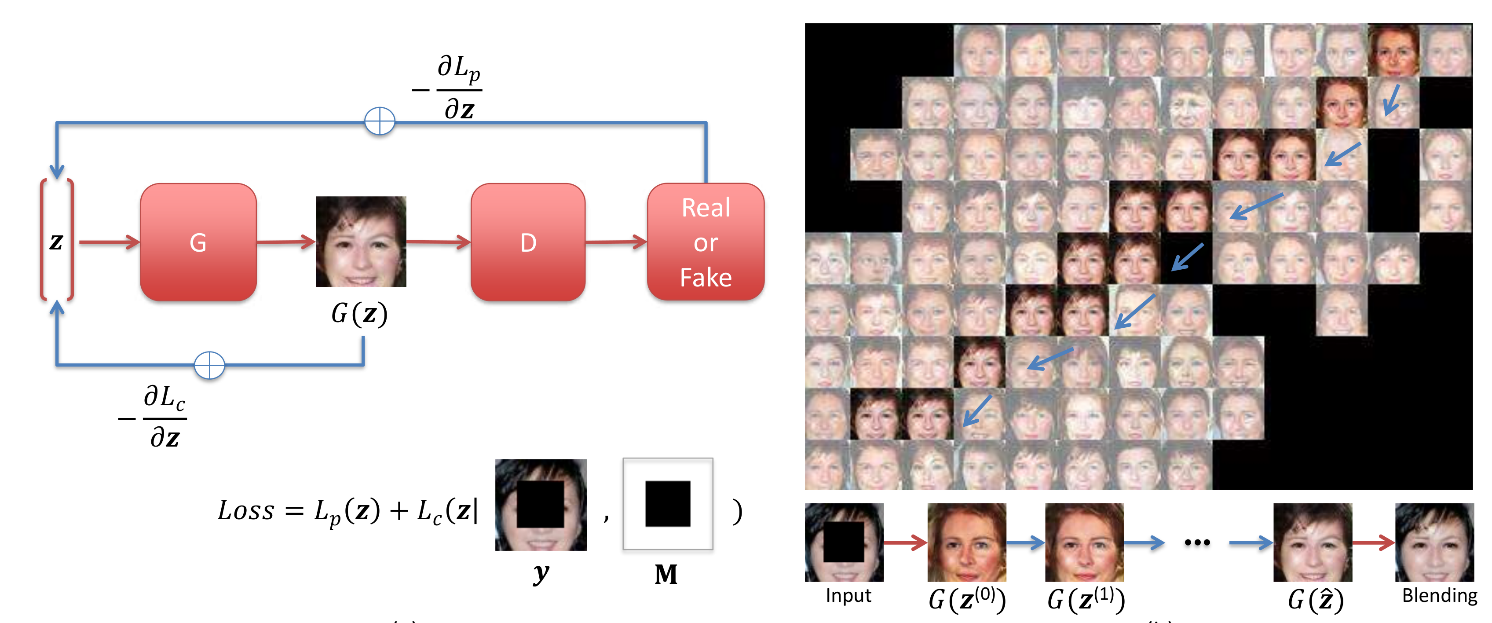 − ∂L_p / ∂z
z
G
G(z)
D
Real
or
Fake
− ∂L_c / ∂z
Loss = L_p(z) + L_c(z| , )
y
M
Input
G(z^(0))
G(z^(1))
•••
G(ẑ)
Blending